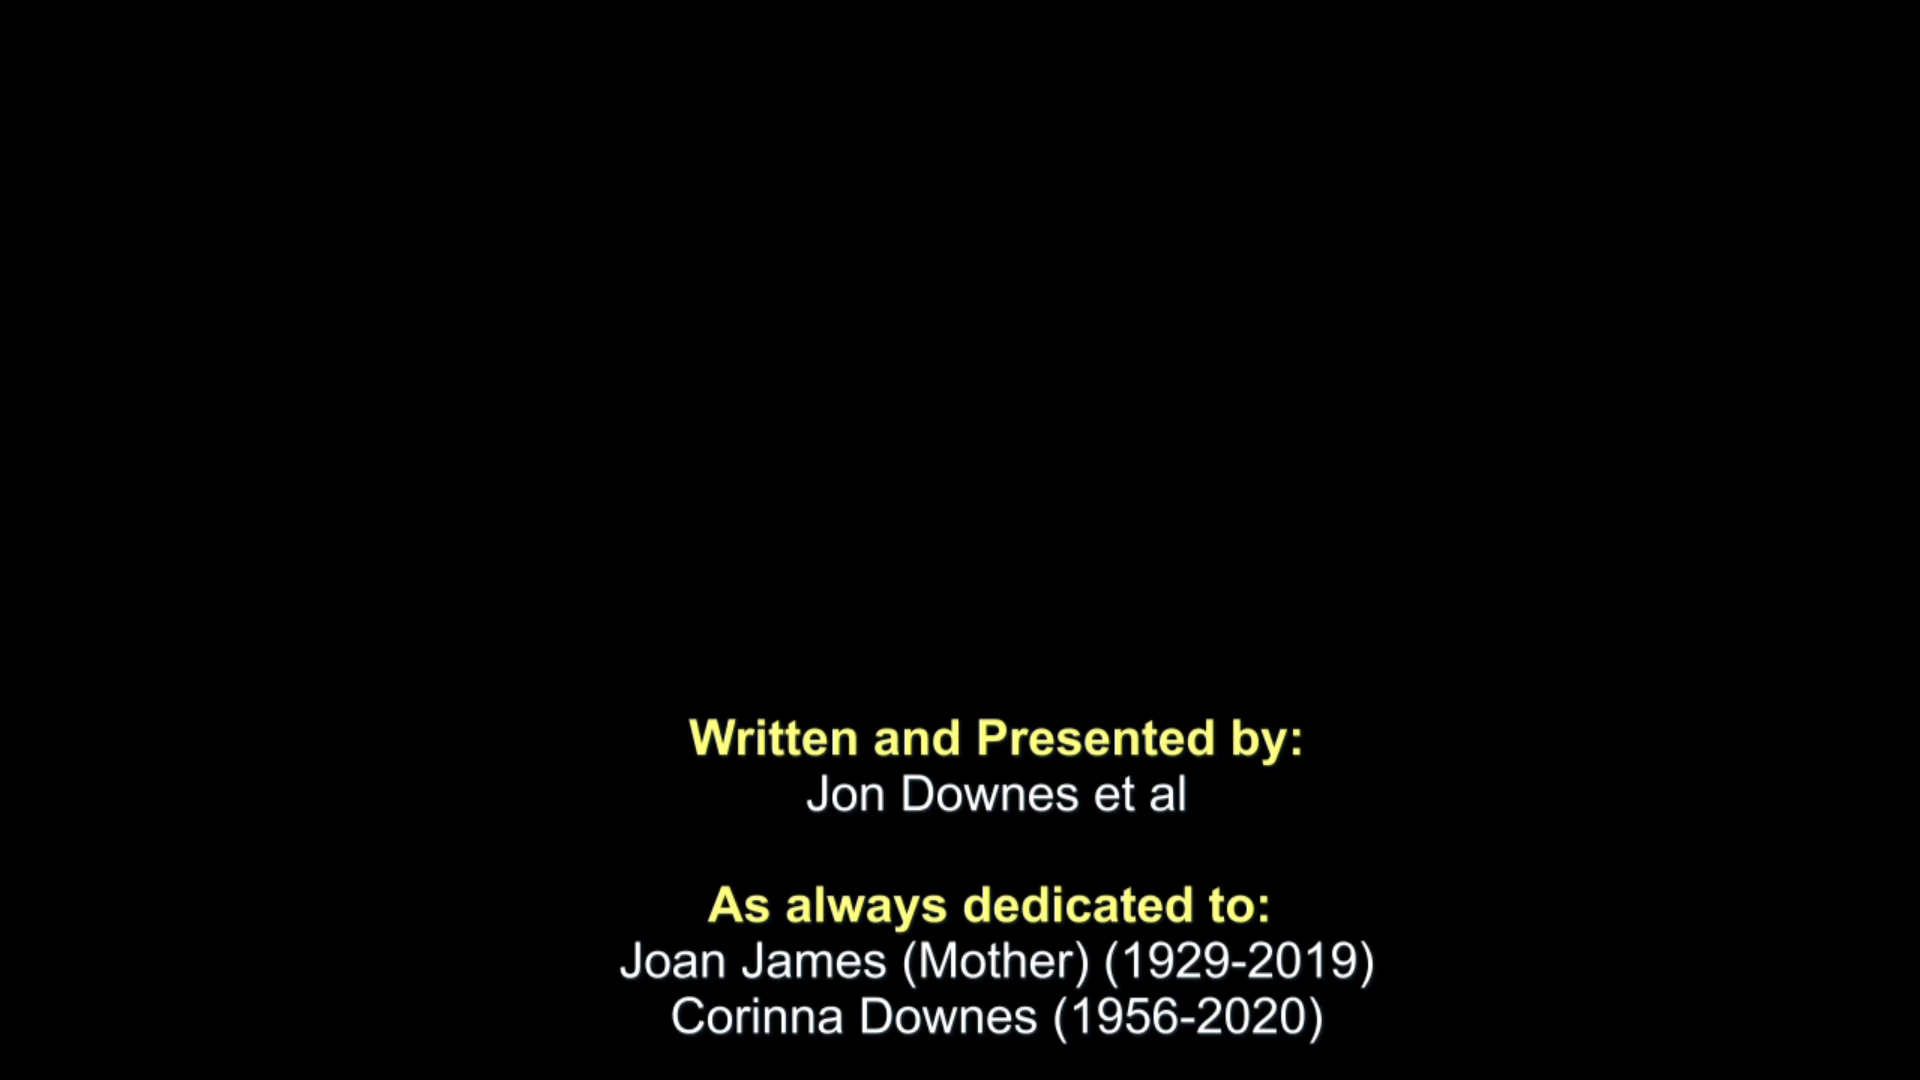 Written and Presented by:
Jon Downes et al
As always dedicated to:
Joan James (Mother) (1929-2019)
Corinna Downes (1956-2020)